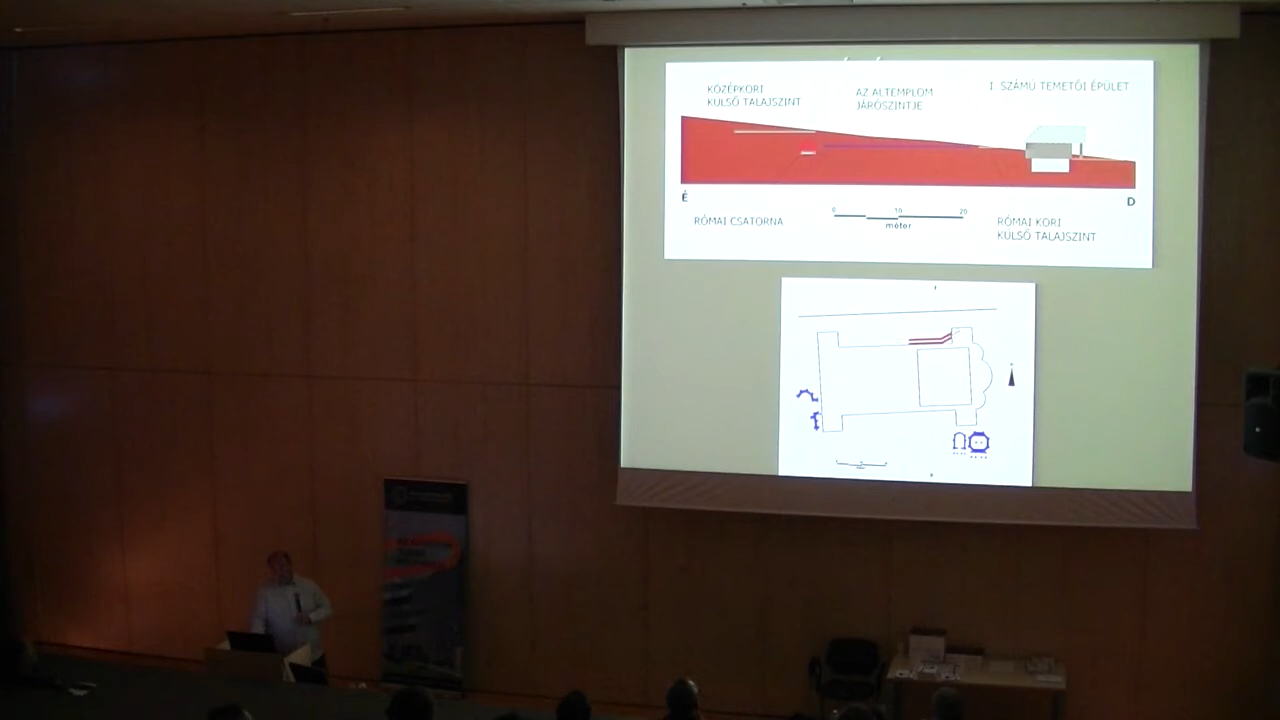 KÖZÉPKORI
KÜLSŐ TALAJSZINT
AZ ALTEMPLOM
JÁRÓSZINTJE
I. SZÁMÚ TEMETŐI ÉPÜLET
É
D
RÓMAI CSATORNA
0 10 20
méter
RÓMAI KORI
KÜLSŐ TALAJSZINT